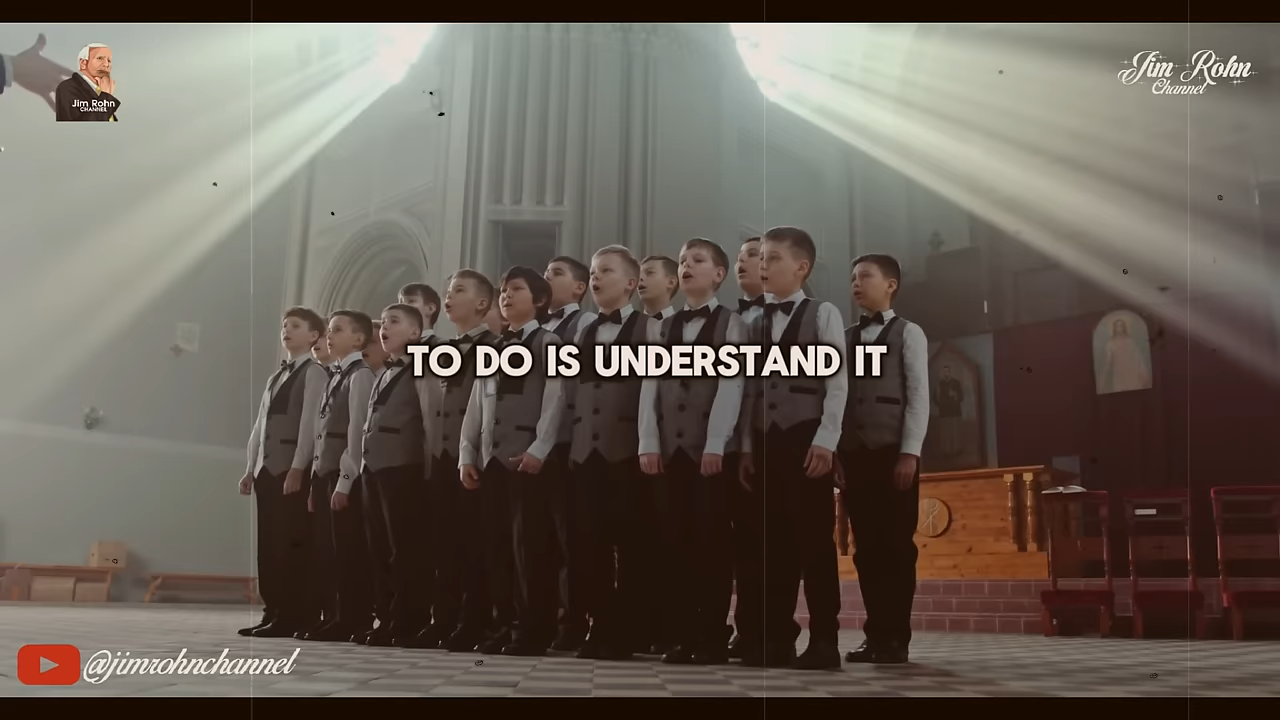 Jim Rohn
CHANNEL
Jim Rohn
Channel
TO DO IS UNDERSTAND IT
@jimrohnchannel